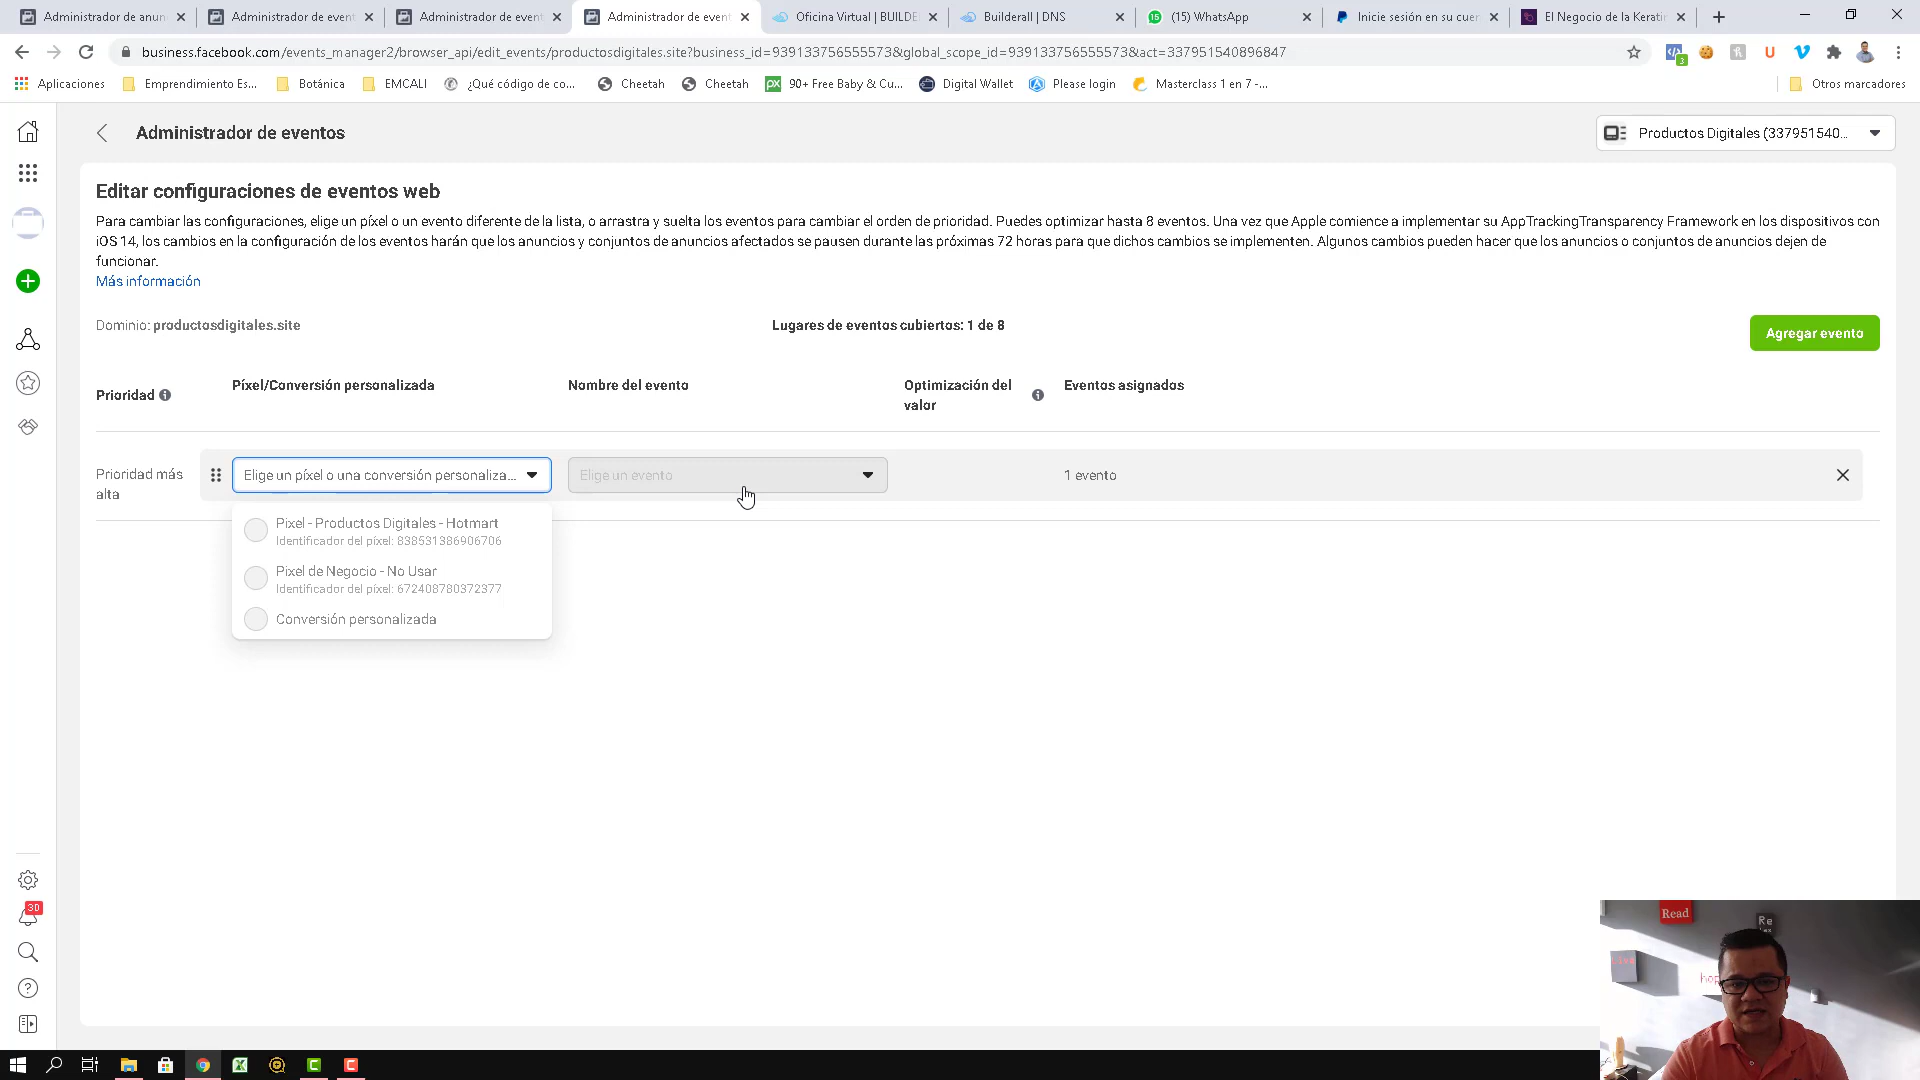 Administrador de anun
Administrador de event
Administrador de event
Administrador de event
Oficina Virtual | BUILDE
Builderall | DNS
(15) WhatsApp
Inicie sesión en su cuen
El Negocio de la Keratin
business.facebook.com/events_manager2/browser_api/edit_events/productosdigitales.site?business_id=939133756555573&global_scope_id=939133756555573&act=337951540896847
3
Aplicaciones
Emprendimiento Es...
Botánica
EMCALI
¿Qué código de co...
Cheetah
Cheetah
90+ Free Baby & Cu...
Digital Wallet
Please login
Masterclass 1 en 7 -...
Otros marcadores
Administrador de eventos
Productos Digitales (337951540...
Editar configuraciones de eventos web
Para cambiar las configuraciones, elige un píxel o un evento diferente de la lista, o arrastra y suelta los eventos para cambiar el orden de prioridad. Puedes optimizar hasta 8 eventos. Una vez que Apple comience a implementar su AppTrackingTransparency Framework en los dispositivos con
iOS 14, los cambios en la configuración de los eventos harán que los anuncios y conjuntos de anuncios afectados se pausen durante las próximas 72 horas para que dichos cambios se implementen. Algunos cambios pueden hacer que los anuncios o conjuntos de anuncios dejen de
funcionar.
Más información
Dominio: productosdigitales.site
Lugares de eventos cubiertos: 1 de 8
Agregar evento
Prioridad
Píxel/Conversión personalizada
Nombre del evento
Optimización del
valor
Eventos asignados
Prioridad más
alta
Elige un píxel o una conversión personaliza...
Elige un evento
1 evento
Pixel - Productos Digitales - Hotmart
Identificador del píxel: 838531386906706
Pixel de Negocio - No Usar
Identificador del píxel: 672408780372377
Conversión personalizada
30
Read
Re